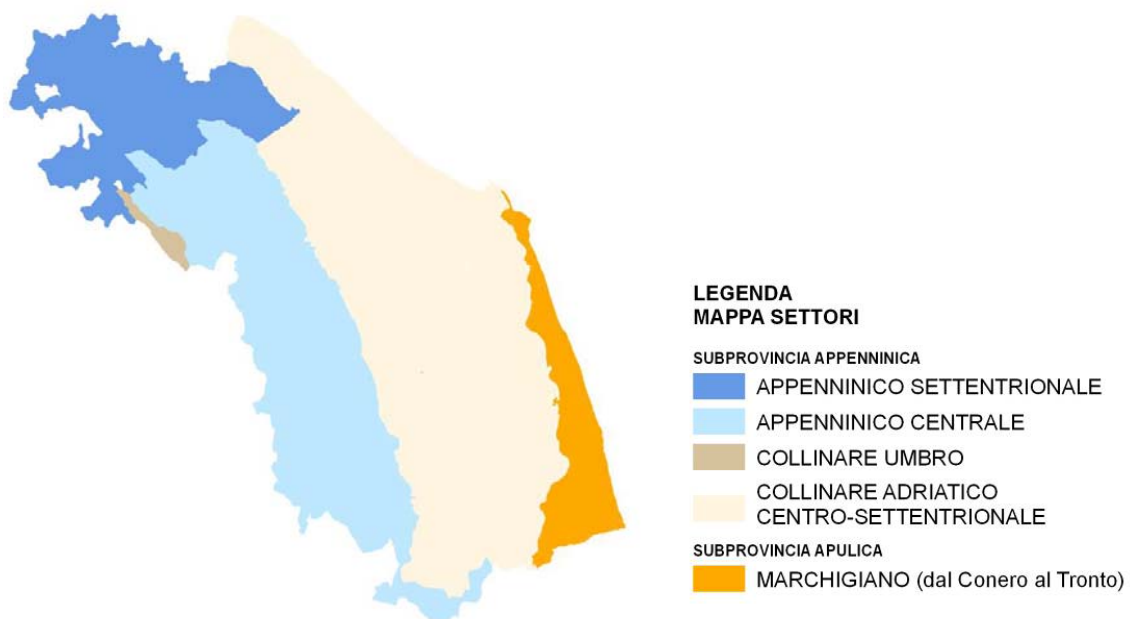 LEGENDA
MAPPA SETTORI
SUBPROVINCIA APPENNINICA
APPENNINICO SETTENTRIONALE
APPENNINICO CENTRALE
COLLINARE UMBRO
COLLINARE ADRIATICO
CENTRO-SETTENTRIONALE
SUBPROVINCIA APULICA
MARCHIGIANO (dal Conero al Tronto)